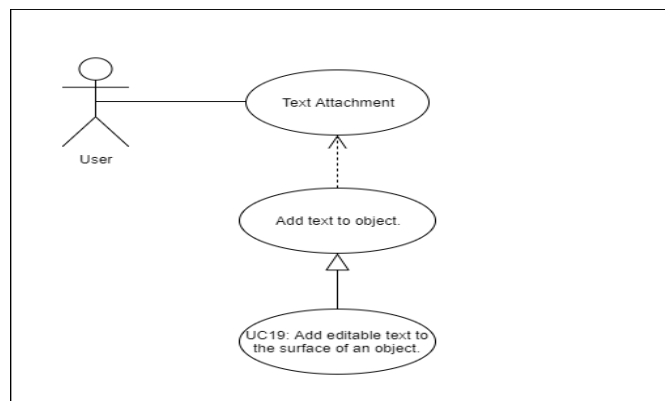 Text Attachment
User
Add text to object.
UC19: Add editable text to
the surface of an object.